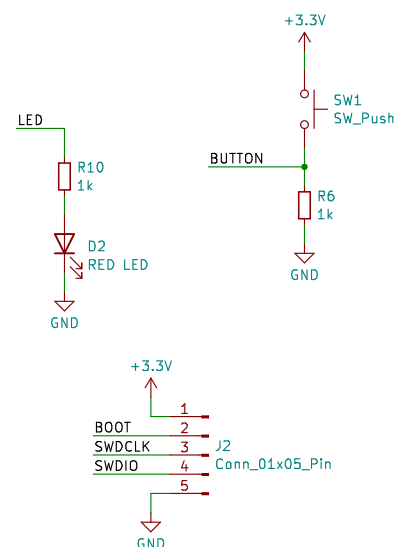 +3.3V
SW1
SW_Push
LED
BUTTON
R10
1k
R6
1k
D2
RED LED
GND
GND
+3.3V
1
BOOT
2
SWDCLK
3
J2
SWDIO
4
Conn_01x05_Pin
5
GND